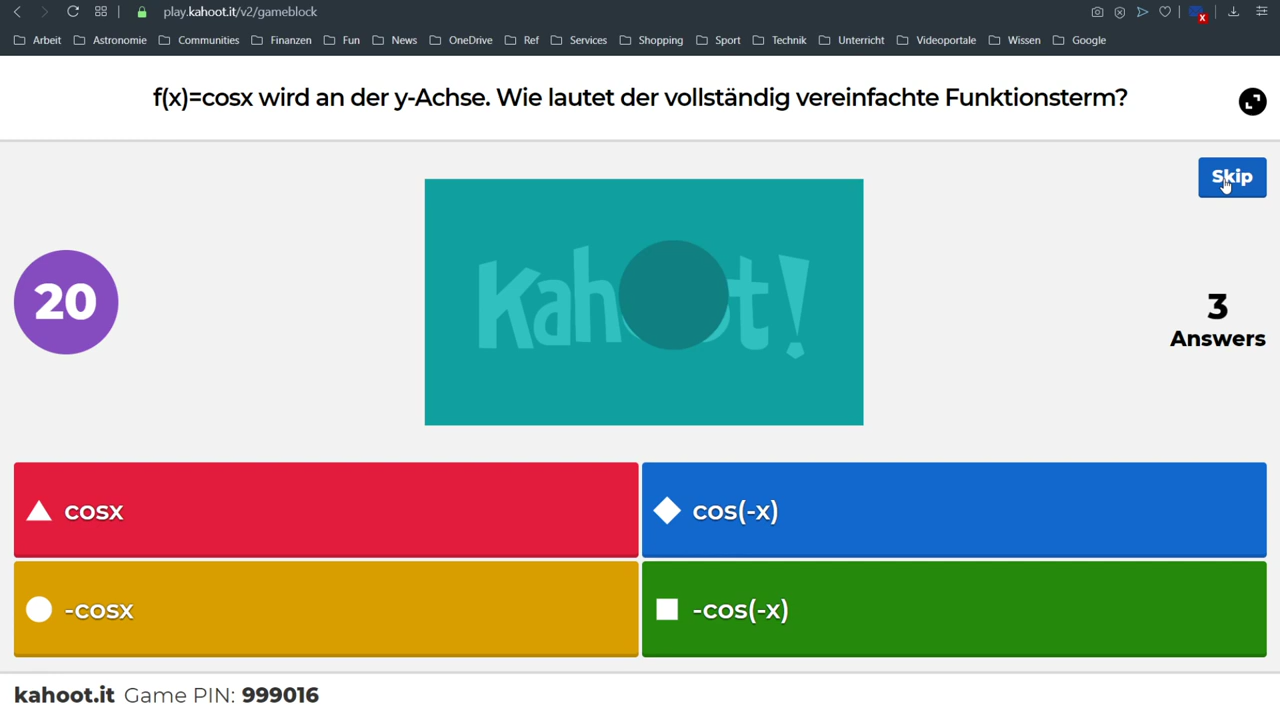 play.kahoot.it/v2/gameblock
Arbeit Astronomie Communities Finanzen Fun News OneDrive Ref Services Shopping Sport Technik Unterricht Videoportale Wissen Google
f(x)=cosx wird an der y-Achse. Wie lautet der vollständig vereinfachte Funktionsterm?
Skip
20
Kahoot!
3
Answers
cosx
cos(-x)
-cosx
-cos(-x)
kahoot.it Game PIN: 999016